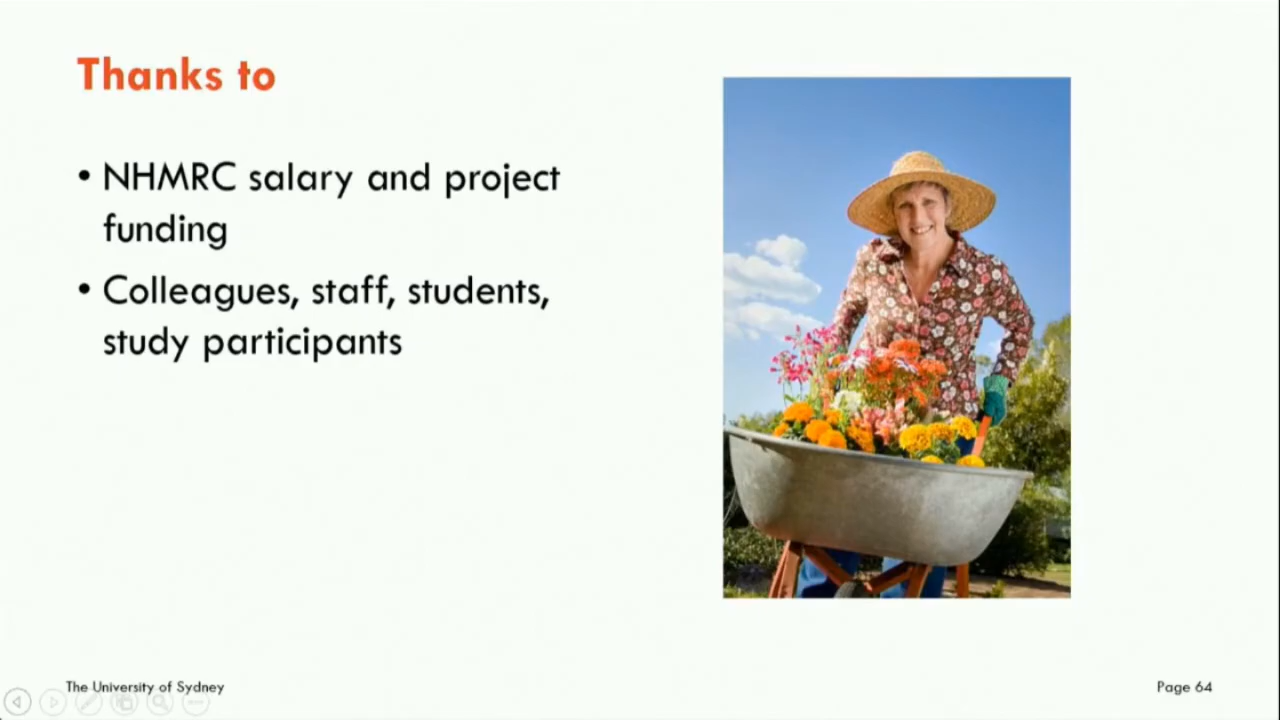 Thanks to
• NHMRC salary and project
funding
• Colleagues, staff, students,
study participants
The University of Sydney
Page 64